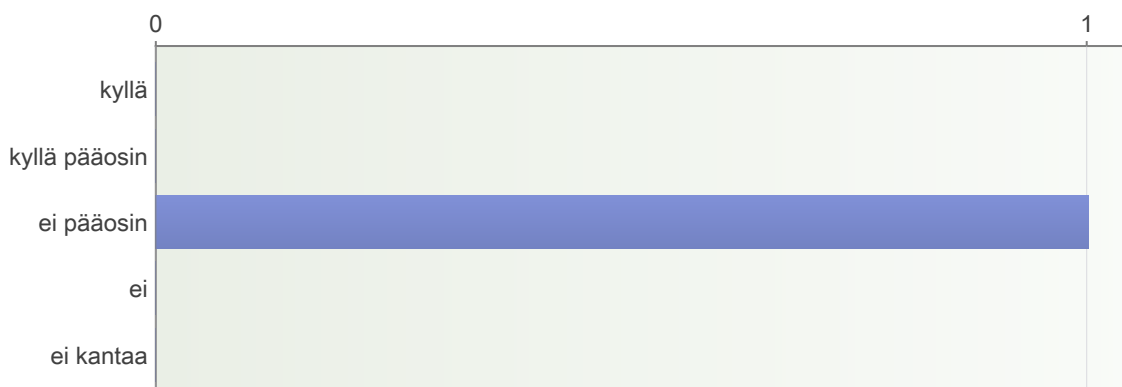 0 1
kyllä
kyllä pääosin
ei pääosin
ei
ei kantaa